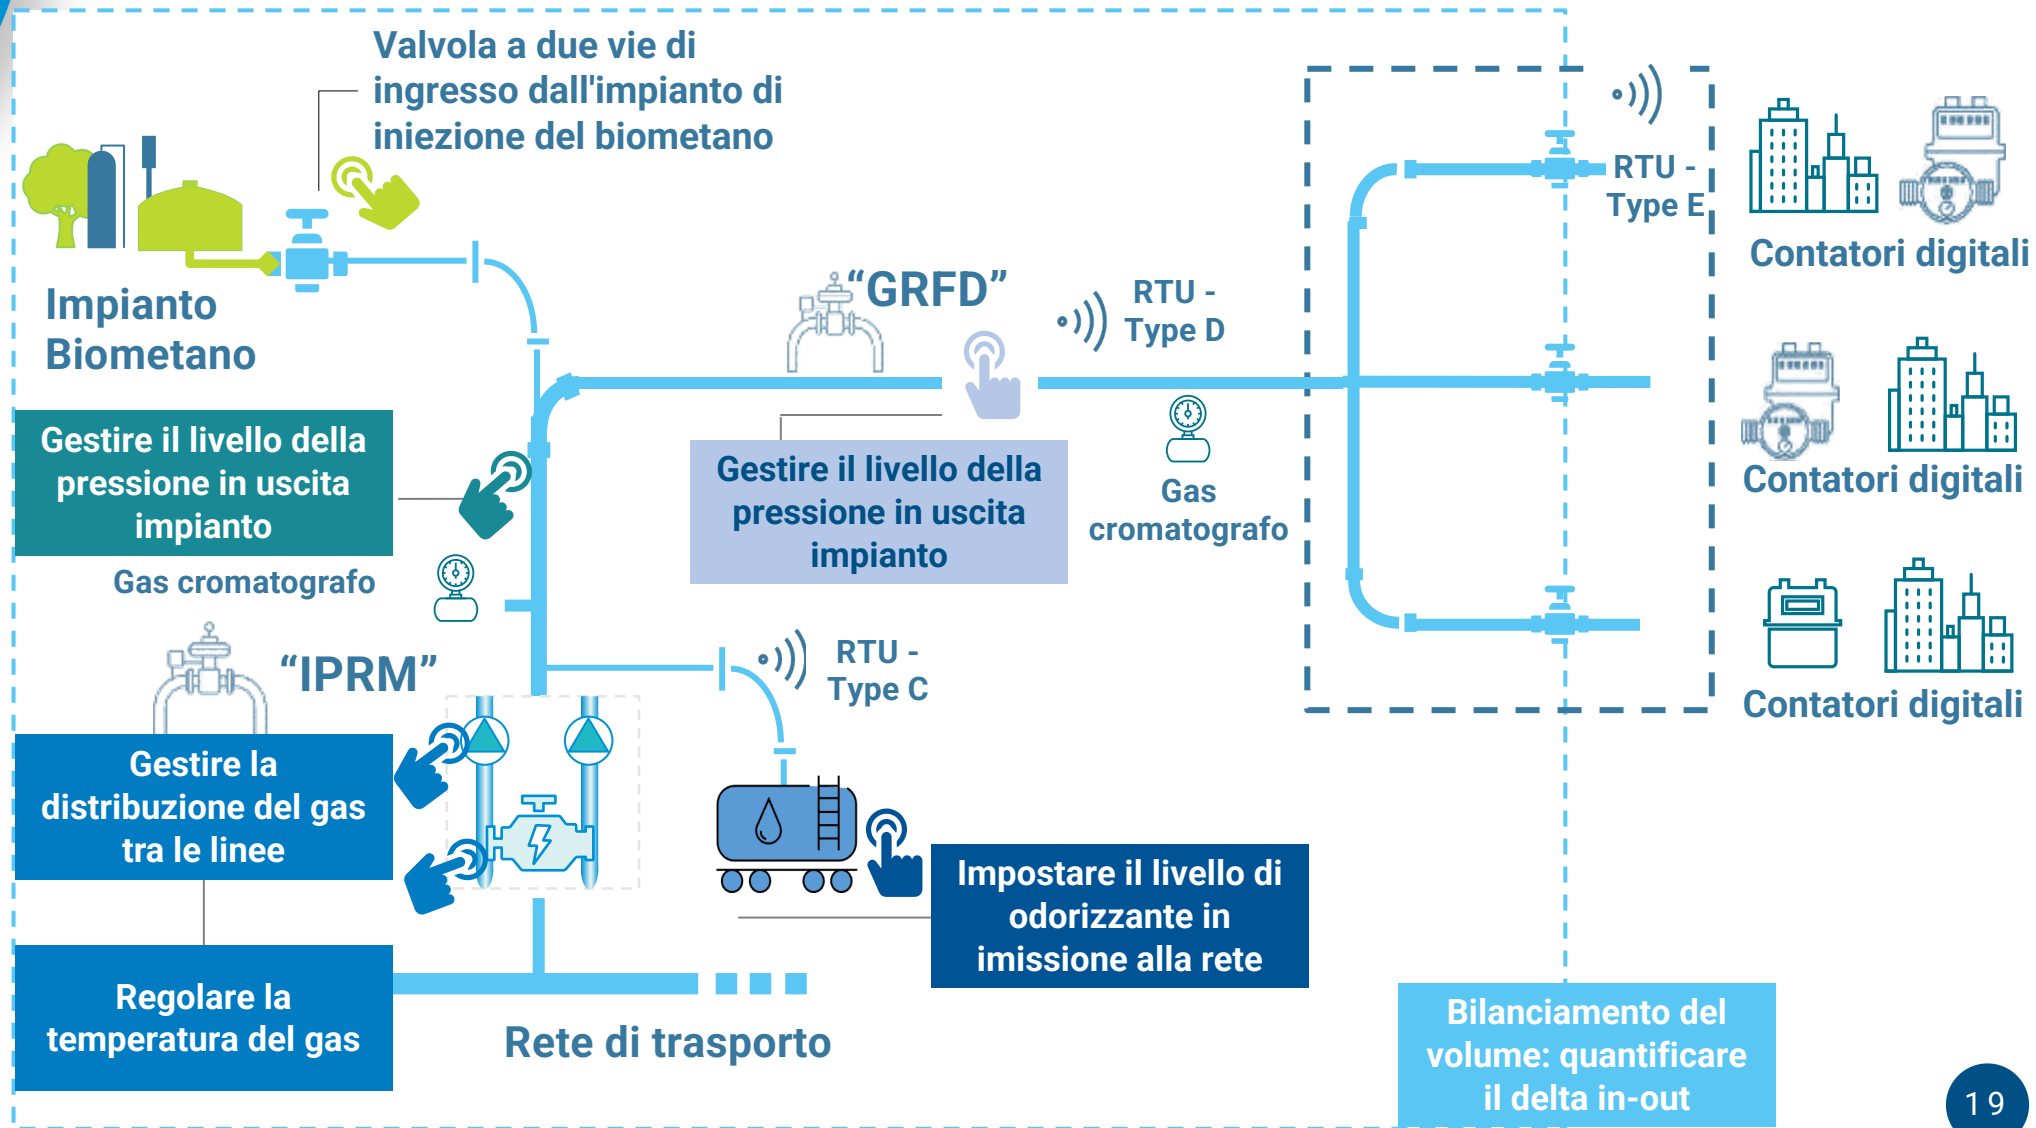 Valvola a due vie di
ingresso dall'impianto di
iniezione del biometano
Impianto
Biometano
“GRFD”
RTU -
Type D
RTU -
Type E
Contatori digitali
Gestire il livello della
pressione in uscita
impianto
Gestire il livello della
pressione in uscita
impianto
Gas
cromatografo
Contatori digitali
Gas cromatografo
“IPRM”
RTU -
Type C
Contatori digitali
Gestire la
distribuzione del gas
tra le linee
Impostare il livello di
odorizzante in
imissione alla rete
Regolare la
temperatura del gas
Rete di trasporto
Bilanciamento del
volume: quantificare
il delta in-out
19